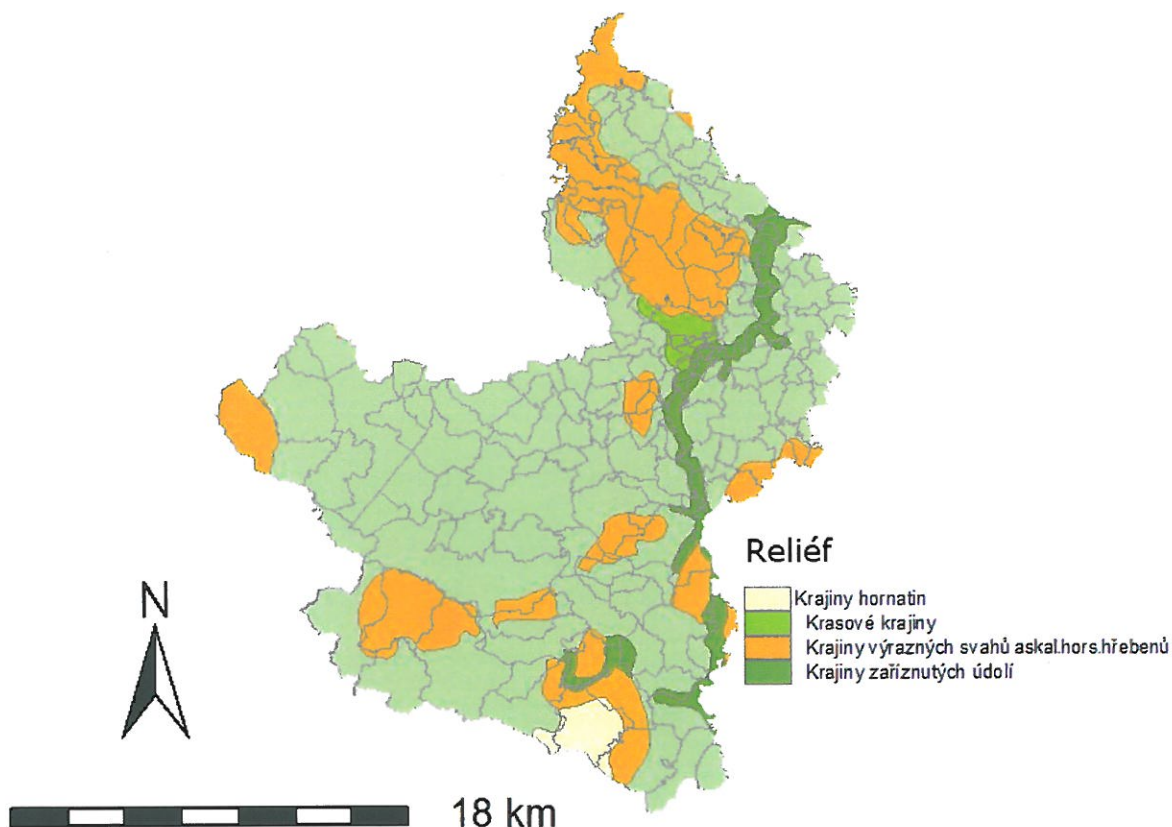 Reliéf
Krajiny hornatin
Krasové krajiny
Krajiny výrazných svahů askal.hors.hřebenů
Krajiny zaříznutých údolí
N
18 km